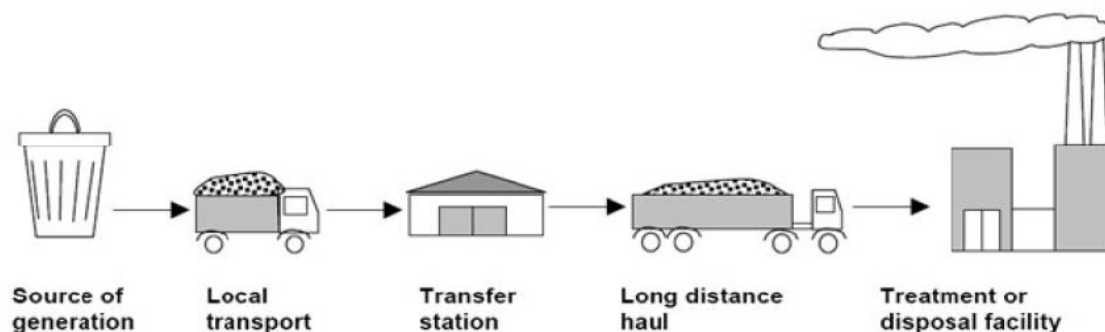 Source of generation
Local transport
Transfer station
Long distance haul
Treatment or disposal facility